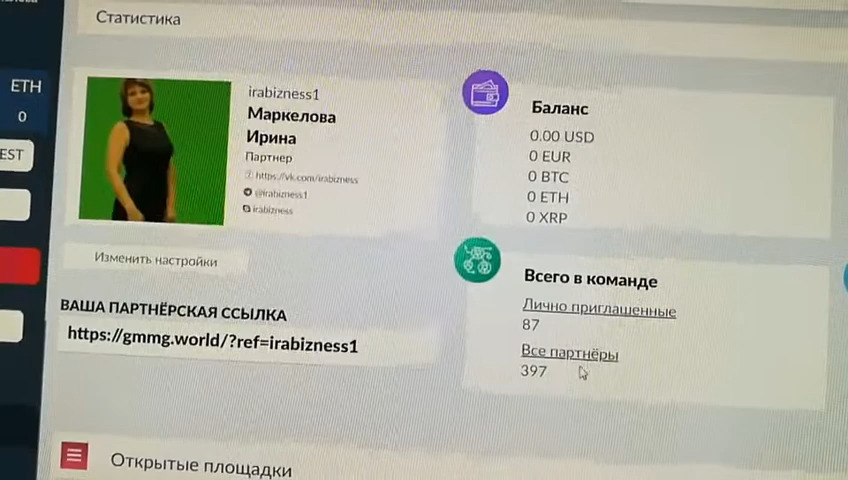 Статистика
ETH
0
EST
irabizness1
Маркелова
Ирина
Партнер
https://vk.com/irabizness
@irabizness1
irabizness
Изменить настройки
ВАША ПАРТНЁРСКАЯ ССЫЛКА
https://gmmg.world/?ref=irabizness1
Баланс
0.00 USD
0 EUR
0 BTC
0 ETH
0 XRP
Всего в команде
Лично приглашенные
87
Все партнёры
397
Открытые площадки